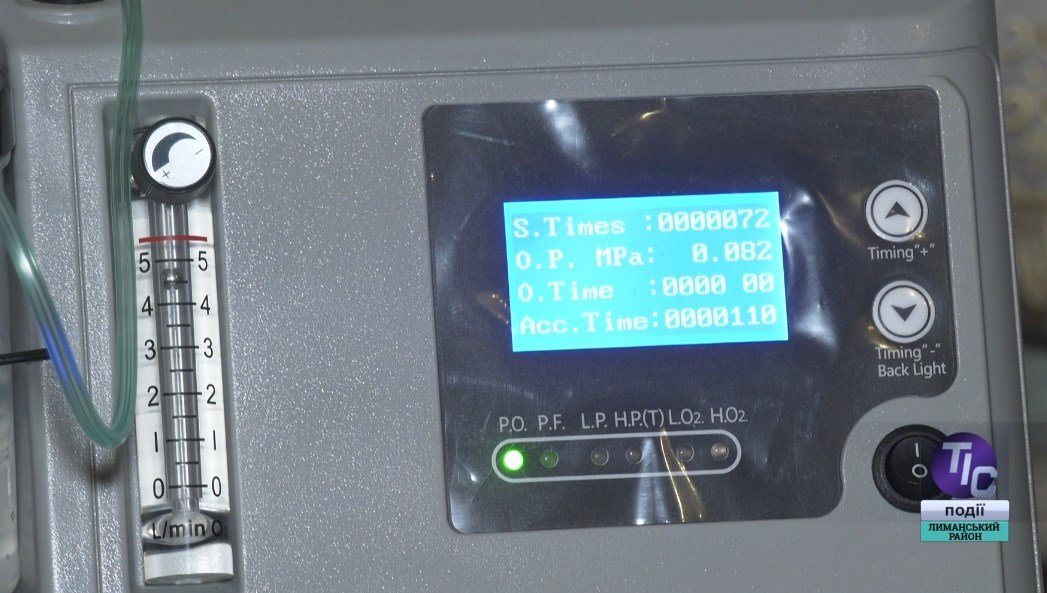 S.Times :0000072
O.P. MPa: 0.082
O.Time :0000 00
Acc.Time:0000110
Timing"+"
Timing"-"
Back Light
P.O. P.F. L.P. H.P.(T) L.O2. H.O2.
+ -
5 5
4 4
3 3
2 2
1 1
0 0
L/min O
I
O
ТІС
події
ЛИМАНСЬКИЙ
РАЙОН